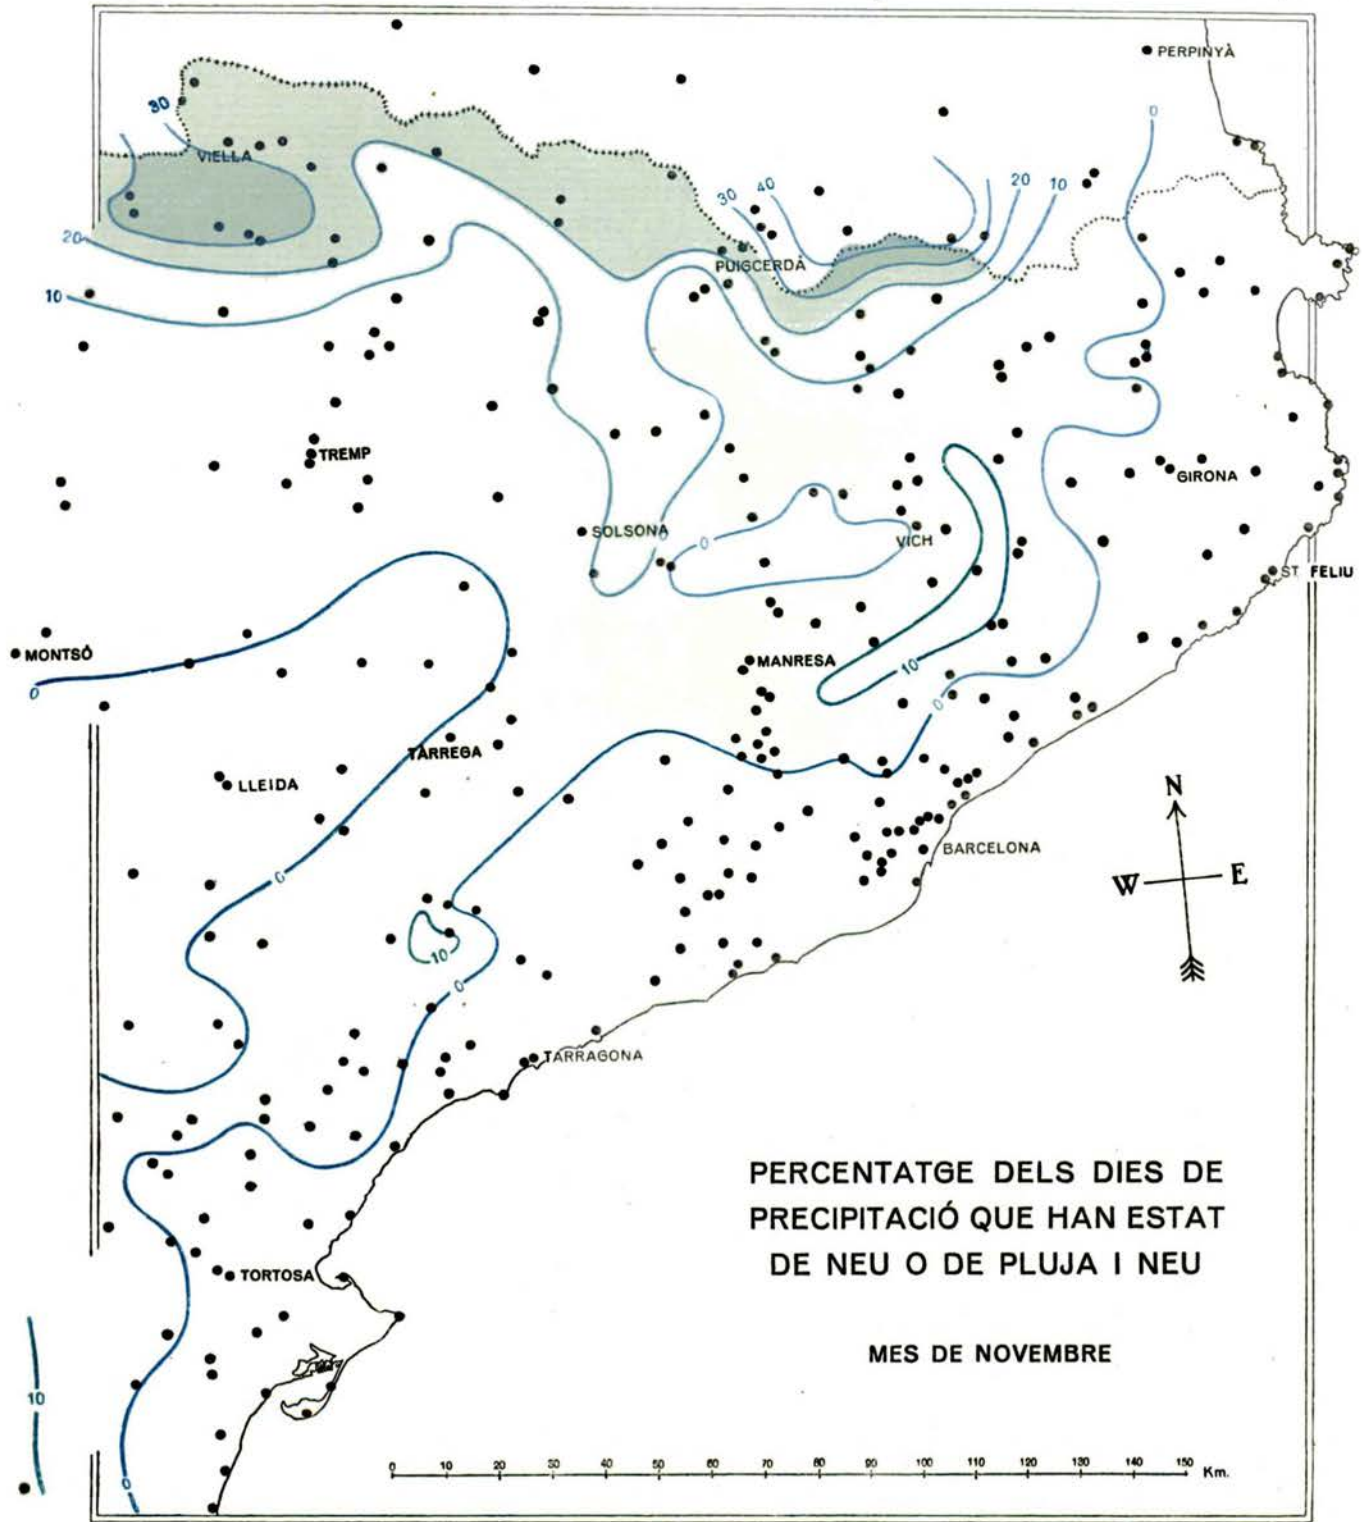 PERPINYÀ
0
30
VIELLA
20
10
30
40
20
10
PUIGCERDÀ
10
TREMP
GIRONA
SOLSONA
0
0
VICH
ST FELIU
MONTSÓ
0
MANRESA
10
0
TÀRREGA
LLEIDA
N
W E
BARCELONA
0
10
0
TARRAGONA
PERCENTATGE DELS DIES DE
PRECIPITACIÓ QUE HAN ESTAT
DE NEU O DE PLUJA I NEU
TORTOSA
MES DE NOVEMBRE
10
0
0 10 20 30 40 50 60 70 80 90 100 110 120 130 140 150 Km.